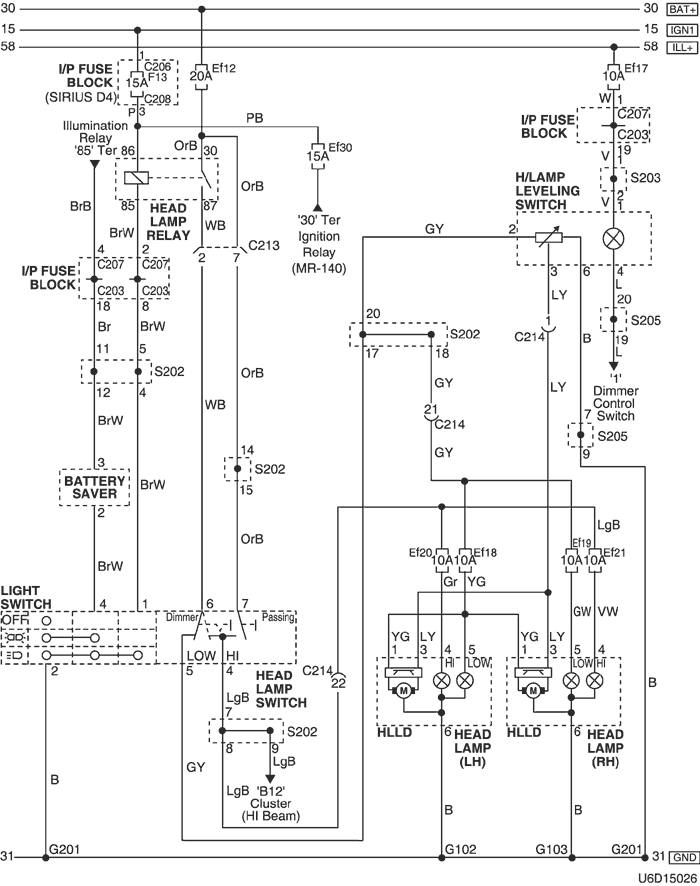 30
30 BAT+
15
15 IGN1
58
58 ILL+
1
C206
I/P FUSE
BLOCK
(SIRIUS D4)
15A
F13
C208
P
3
20A
Ef12
10A
Ef17
W
1
I/P FUSE
BLOCK
C207
C203
19
V
1
S203
V
2
1
Illumination
Relay
'85' Ter
86
PB
OrB
30
15A
Ef30
OrB
'30' Ter
Ignition
Relay
(MR-140)
BrB
85
BrW
HEAD
LAMP
RELAY
87
WB
C213
2
7
H/LAMP
LEVELING
SWITCH
GY
2
3
6
4
LY
L
20
S205
19
L
'1'
Dimmer
Control
Switch
1
C214
B
4
2
I/P FUSE
BLOCK
C207
C207
C203
C203
18
8
Br
BrW
11
5
S202
12
4
BrW
OrB
WB
20
S202
17
18
GY
21
C214
GY
LY
7
S205
9
14
S202
15
3
BATTERY
SAVER
2
BrW
BrW
OrB
LgB
Ef20
10A
10A
Ef18
Ef19
10A
10A
Ef21
Gr
YG
GW
VW
LIGHT
SWITCH
4
1
OFF
2
Dimmer
6
7
Passing
LOW
HI
5
4
HEAD
LAMP
SWITCH
C214
22
LgB
7
S202
8
9
LgB
GY
LgB
'B12'
Cluster
(HI Beam)
YG
1
LY
3
4
HI
5
LOW
M
HLLD
6
HEAD
LAMP
(LH)
YG
1
LY
3
5
LOW
4
HI
M
HLLD
6
HEAD
LAMP
(RH)
B
B
B
B
31
G201
G102
G103
G201
31 GND
U6D15026